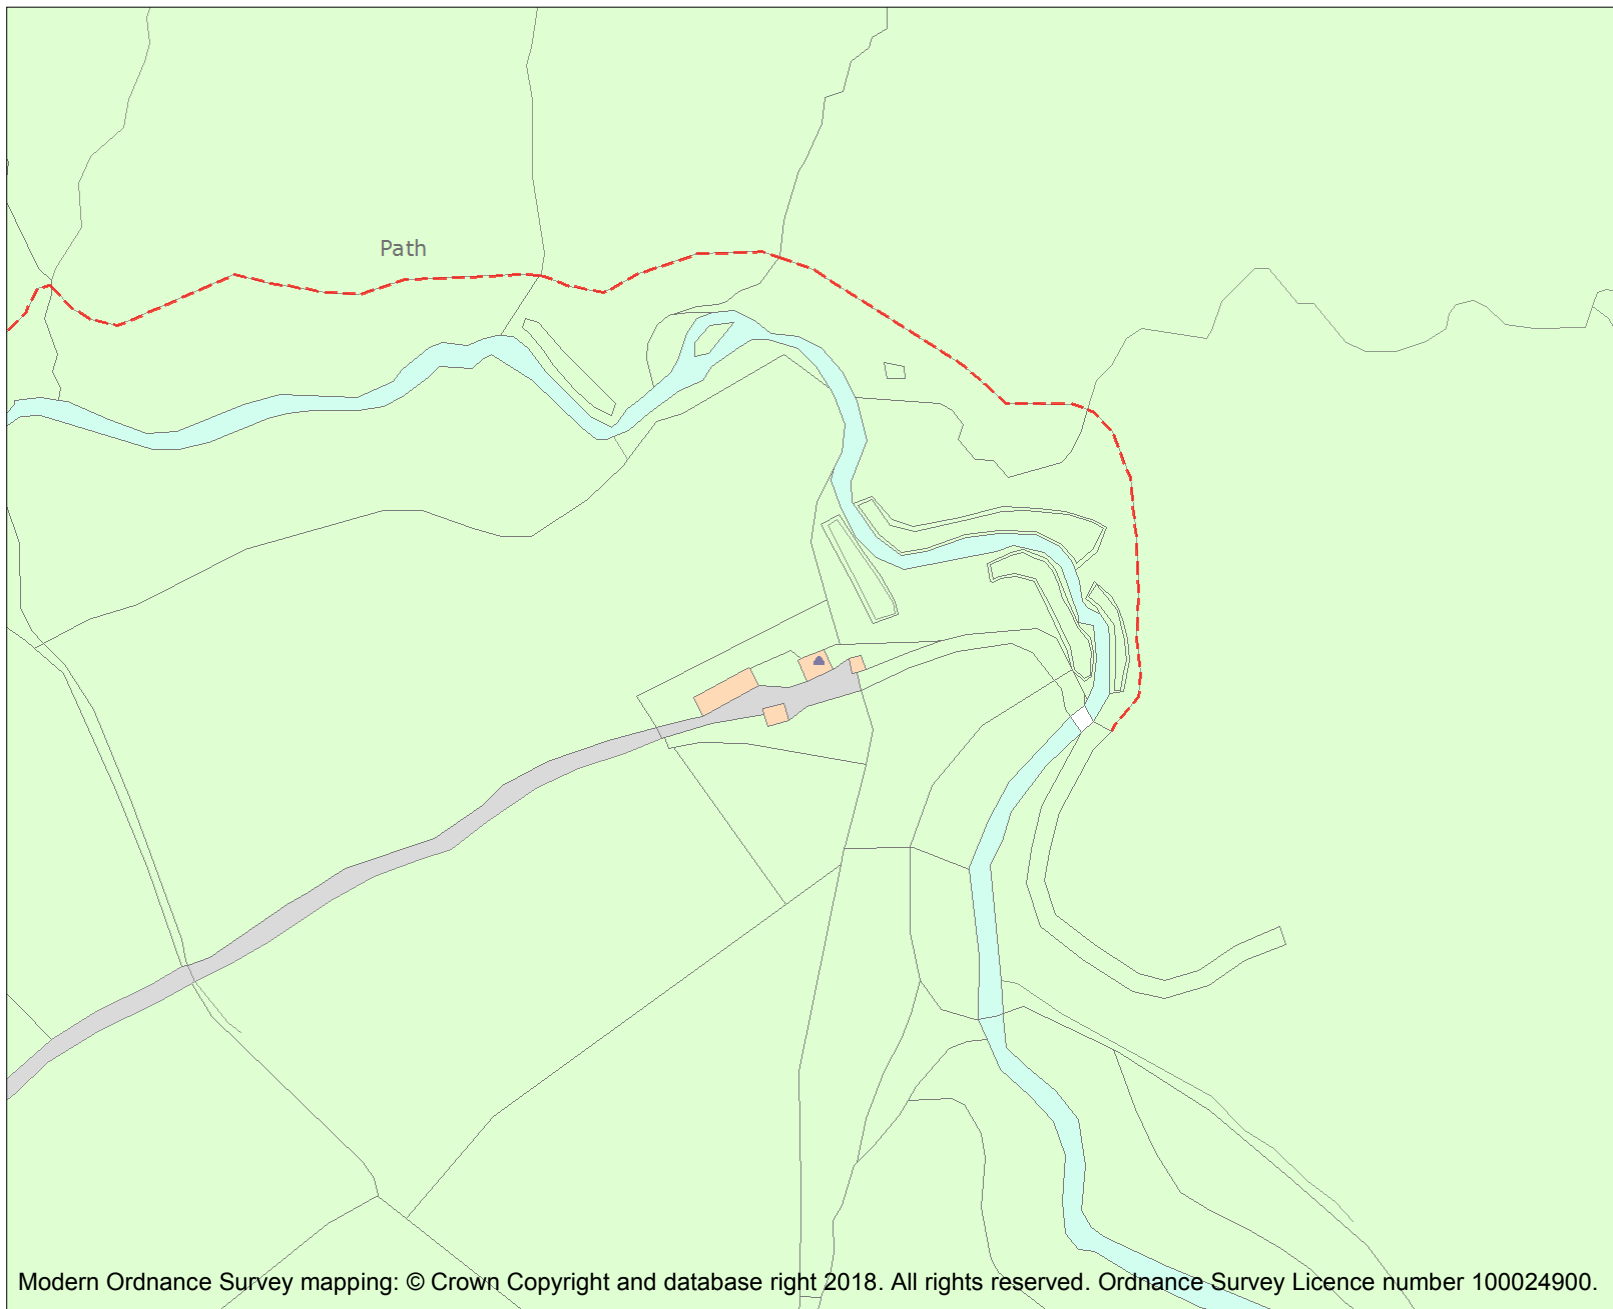 Path
Modern Ordnance Survey mapping: © Crown Copyright and database right 2018. All rights reserved. Ordnance Survey Licence number 100024900.